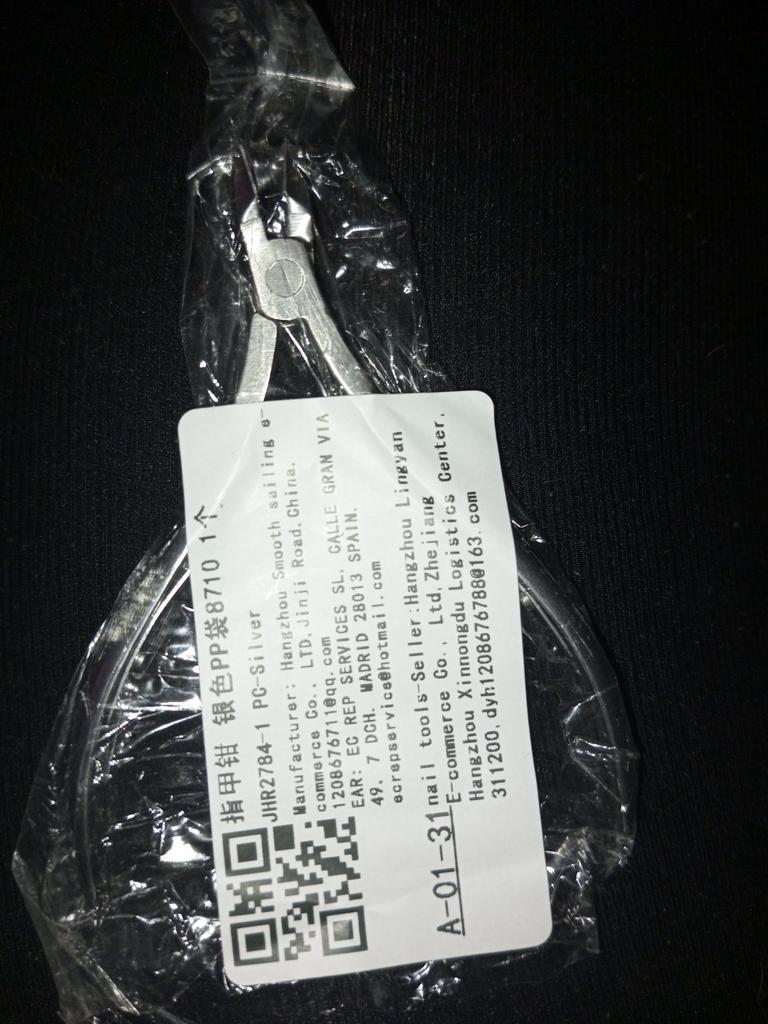 指甲钳 银色PP袋8710 1个
JHR2784-1 PC-Silver
Manufacturer: Hangzhou Smooth sailing e-
commerce Co., LTD.Jinji Road.China.
1208676711@qq.com
EAR: EC REP SERVICES SL. CALLE GRAN VIA
49, 7 DCH. MADRID 28013 SPAIN.
ecrepservice@hotmail.com
nail tools-Seller:Hangzhou Lingyan
E-commerce Co., Ltd,Zhejiang
Hangzhou Xinnongdu Logistics Center,
311200,dyh1208676788@163.com
A-01-31